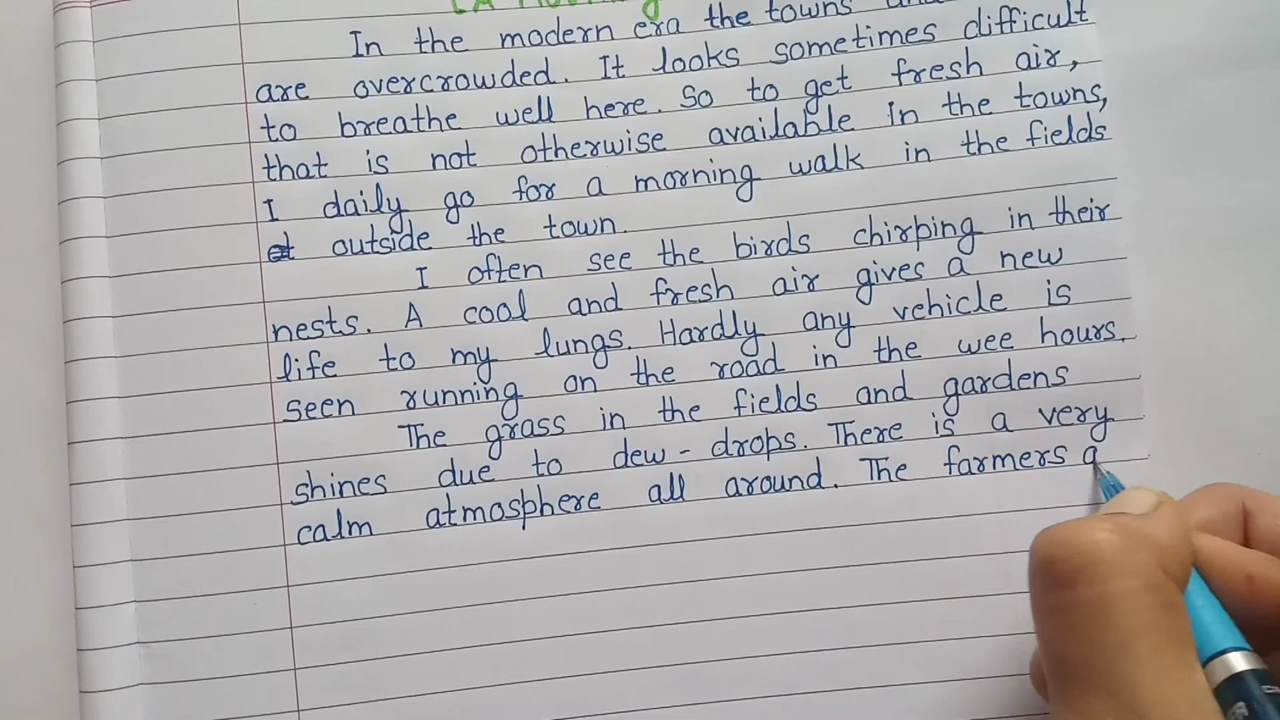 In the modern era the towns
are overcrowded. It looks sometimes difficult
to breathe well here. So to get fresh air,
that is not otherwise available in the towns,
I daily go for a morning walk in the fields
outside the town.
I often see the birds chirping in their
nests. A cool and fresh air gives a new
life to my lungs. Hardly any vehicle is
seen running on the road in the wee hours.
The grass in the fields and gardens
shines due to dew-drops. There is a very
calm atmosphere all around. The farmers a